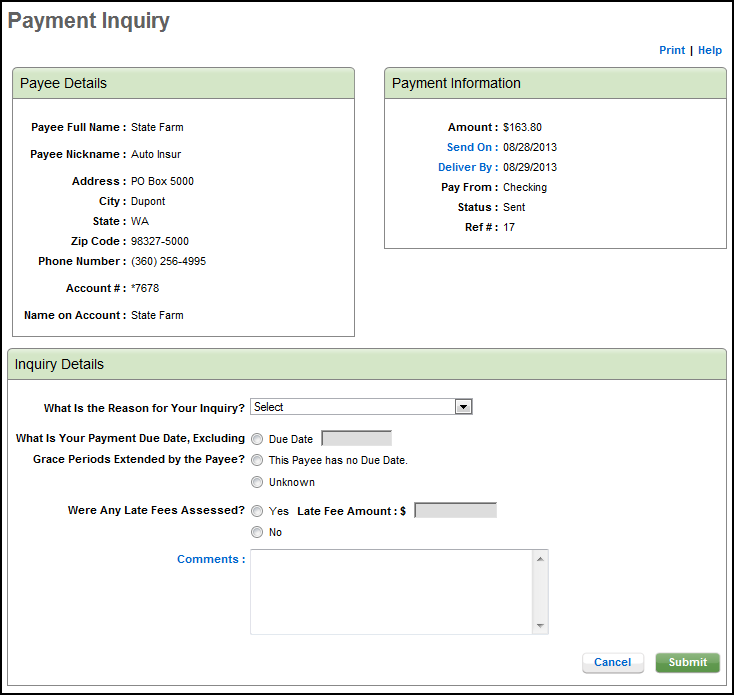 Payment Inquiry
Print | Help
Payee Details
Payee Full Name : State Farm
Payee Nickname : Auto Insur
Address : PO Box 5000
City : Dupont
State : WA
Zip Code : 98327-5000
Phone Number : (360) 256-4995
Account # : *7678
Name on Account : State Farm
Payment Information
Amount : $163.80
Send On : 08/28/2013
Deliver By : 08/29/2013
Pay From : Checking
Status : Sent
Ref # : 17
Inquiry Details
What Is the Reason for Your Inquiry? Select
What Is Your Payment Due Date, Excluding Due Date
Grace Periods Extended by the Payee? This Payee has no Due Date.
Unknown
Were Any Late Fees Assessed? Yes Late Fee Amount : $
No
Comments :
Cancel Submit